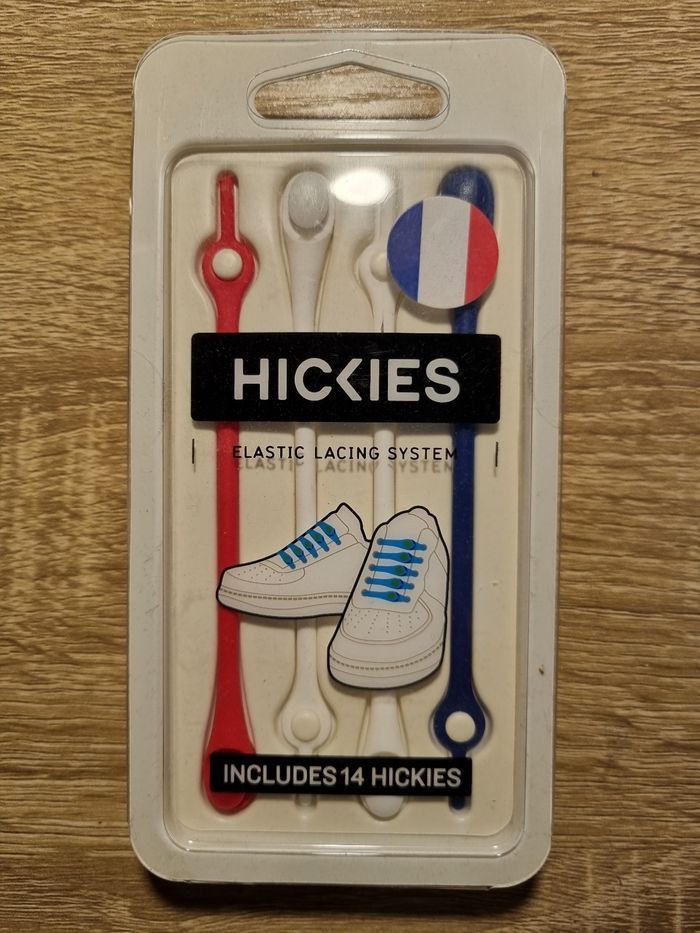 HICKIES
ELASTIC LACING SYSTEM
INCLUDES 14 HICKIES